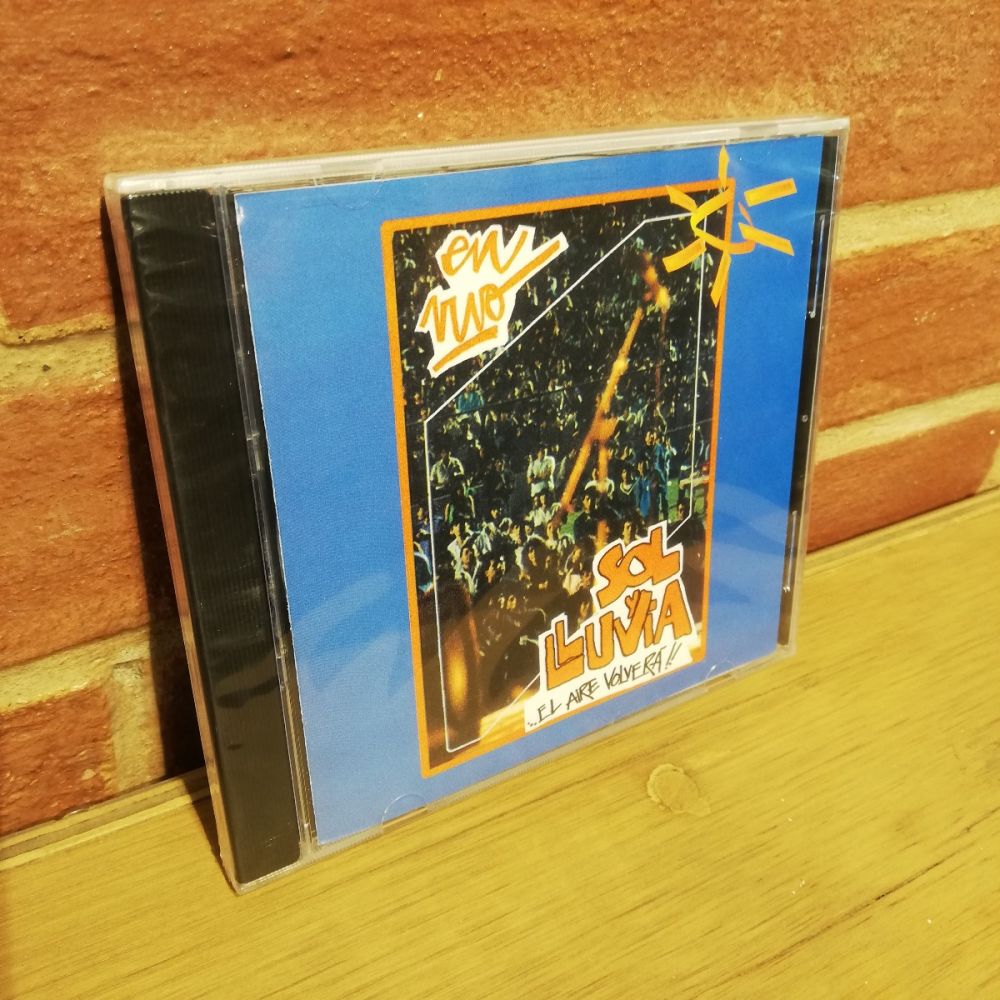 en
vivo
SOL
y
LLUVIA
...EL AIRE VOLVERÁ!!